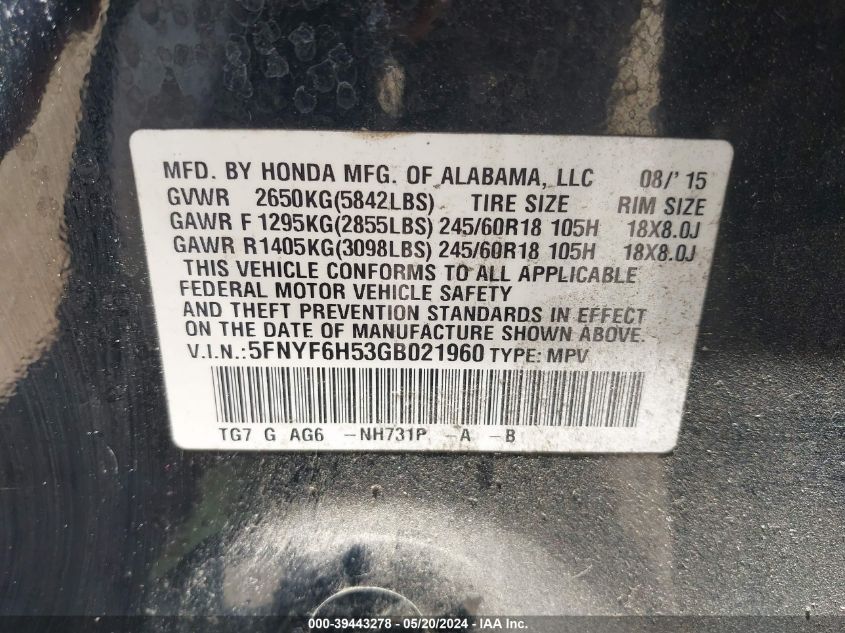 MFD. BY HONDA MFG. OF ALABAMA, LLC 08/'15
GVWR 2650KG(5842LBS) TIRE SIZE RIM SIZE
GAWR F 1295KG(2855LBS) 245/60R18 105H 18X8.0J
GAWR R1405KG(3098LBS) 245/60R18 105H 18X8.0J
THIS VEHICLE CONFORMS TO ALL APPLICABLE
FEDERAL MOTOR VEHICLE SAFETY
AND THEFT PREVENTION STANDARDS IN EFFECT
ON THE DATE OF MANUFACTURE SHOWN ABOVE.
V.I.N.:5FNYF6H53GB021960 TYPE: MPV
TG7 G AG6 -NH731P -A -B
000-39443278 - 05/20/2024 - IAA Inc.